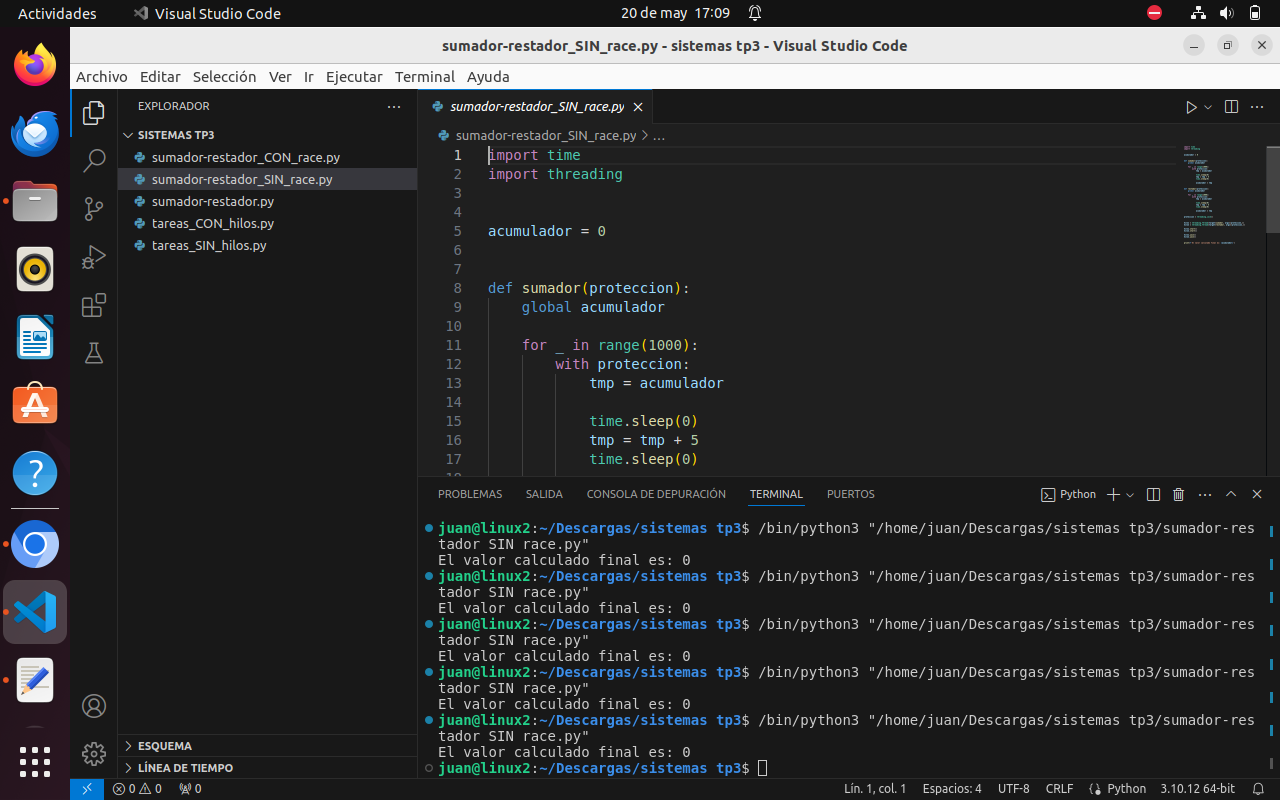 Actividades
Visual Studio Code
20 de may 17:09
sumador-restador_SIN_race.py - sistemas tp3 - Visual Studio Code
Archivo Editar Selección Ver Ir Ejecutar Terminal Ayuda
EXPLORADOR
SISTEMAS TP3
sumador-restador_CON_race.py
sumador-restador_SIN_race.py
sumador-restador.py
tareas_CON_hilos.py
tareas_SIN_hilos.py
ESQUEMA
LÍNEA DE TIEMPO
sumador-restador_SIN_race.py
sumador-restador_SIN_race.py > ...
1 import time
2 import threading
3
4
5 acumulador = 0
6
7
8 def sumador(proteccion):
9 global acumulador
10
11 for _ in range(1000):
12 with proteccion:
13 tmp = acumulador
14
15 time.sleep(0)
16 tmp = tmp + 5
17 time.sleep(0)
PROBLEMAS SALIDA CONSOLA DE DEPURACIÓN TERMINAL PUERTOS
Python
juan@linux2:~/Descargas/sistemas tp3$ /bin/python3 "/home/juan/Descargas/sistemas tp3/sumador-res
tador SIN race.py"
El valor calculado final es: 0
juan@linux2:~/Descargas/sistemas tp3$ /bin/python3 "/home/juan/Descargas/sistemas tp3/sumador-res
tador SIN race.py"
El valor calculado final es: 0
juan@linux2:~/Descargas/sistemas tp3$ /bin/python3 "/home/juan/Descargas/sistemas tp3/sumador-res
tador SIN race.py"
El valor calculado final es: 0
juan@linux2:~/Descargas/sistemas tp3$ /bin/python3 "/home/juan/Descargas/sistemas tp3/sumador-res
tador SIN race.py"
El valor calculado final es: 0
juan@linux2:~/Descargas/sistemas tp3$ /bin/python3 "/home/juan/Descargas/sistemas tp3/sumador-res
tador SIN race.py"
El valor calculado final es: 0
juan@linux2:~/Descargas/sistemas tp3$
0 0 0
Lín. 1, col. 1 Espacios: 4 UTF-8 CRLF Python 3.10.12 64-bit